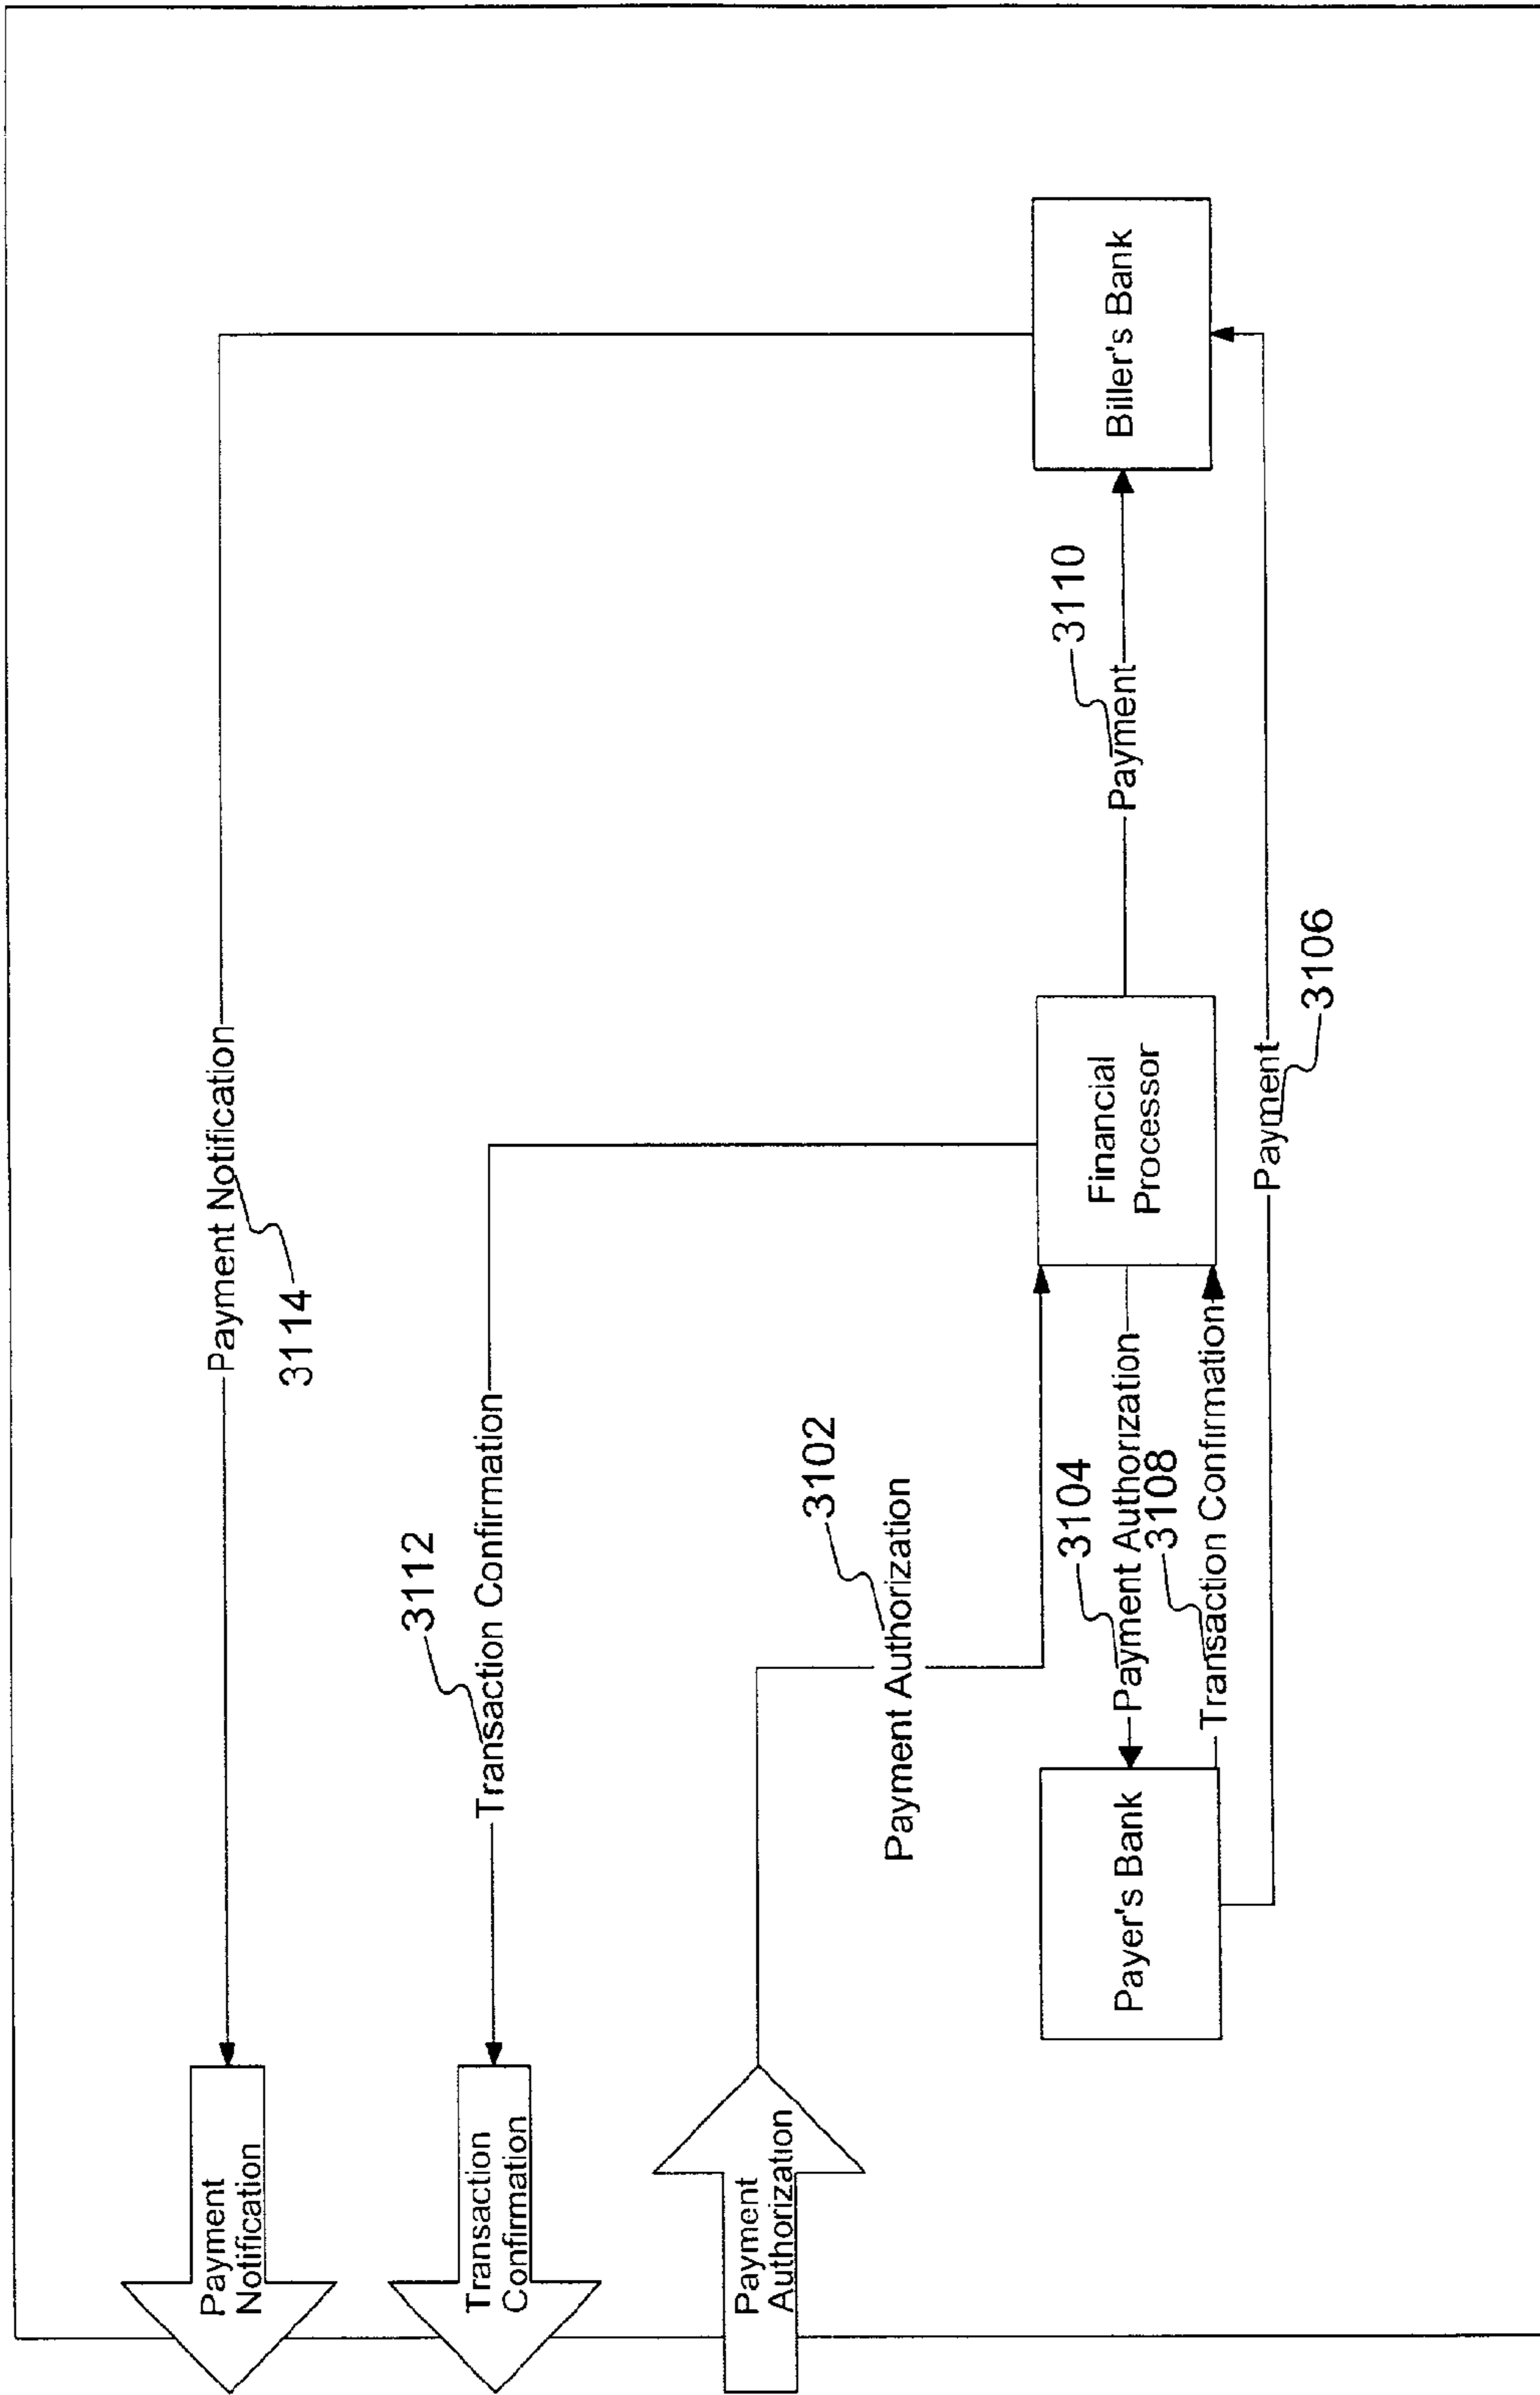 Payment
Notification
Payment Notification
3114
Transaction
Confirmation
Transaction Confirmation
3112
Payment
Authorization
Payment Authorization
3102
Payer's Bank
3104
Payment Authorization
3108
Transaction Confirmation
Financial
Processor
Payment
3110
Biller's Bank
Payment
3106